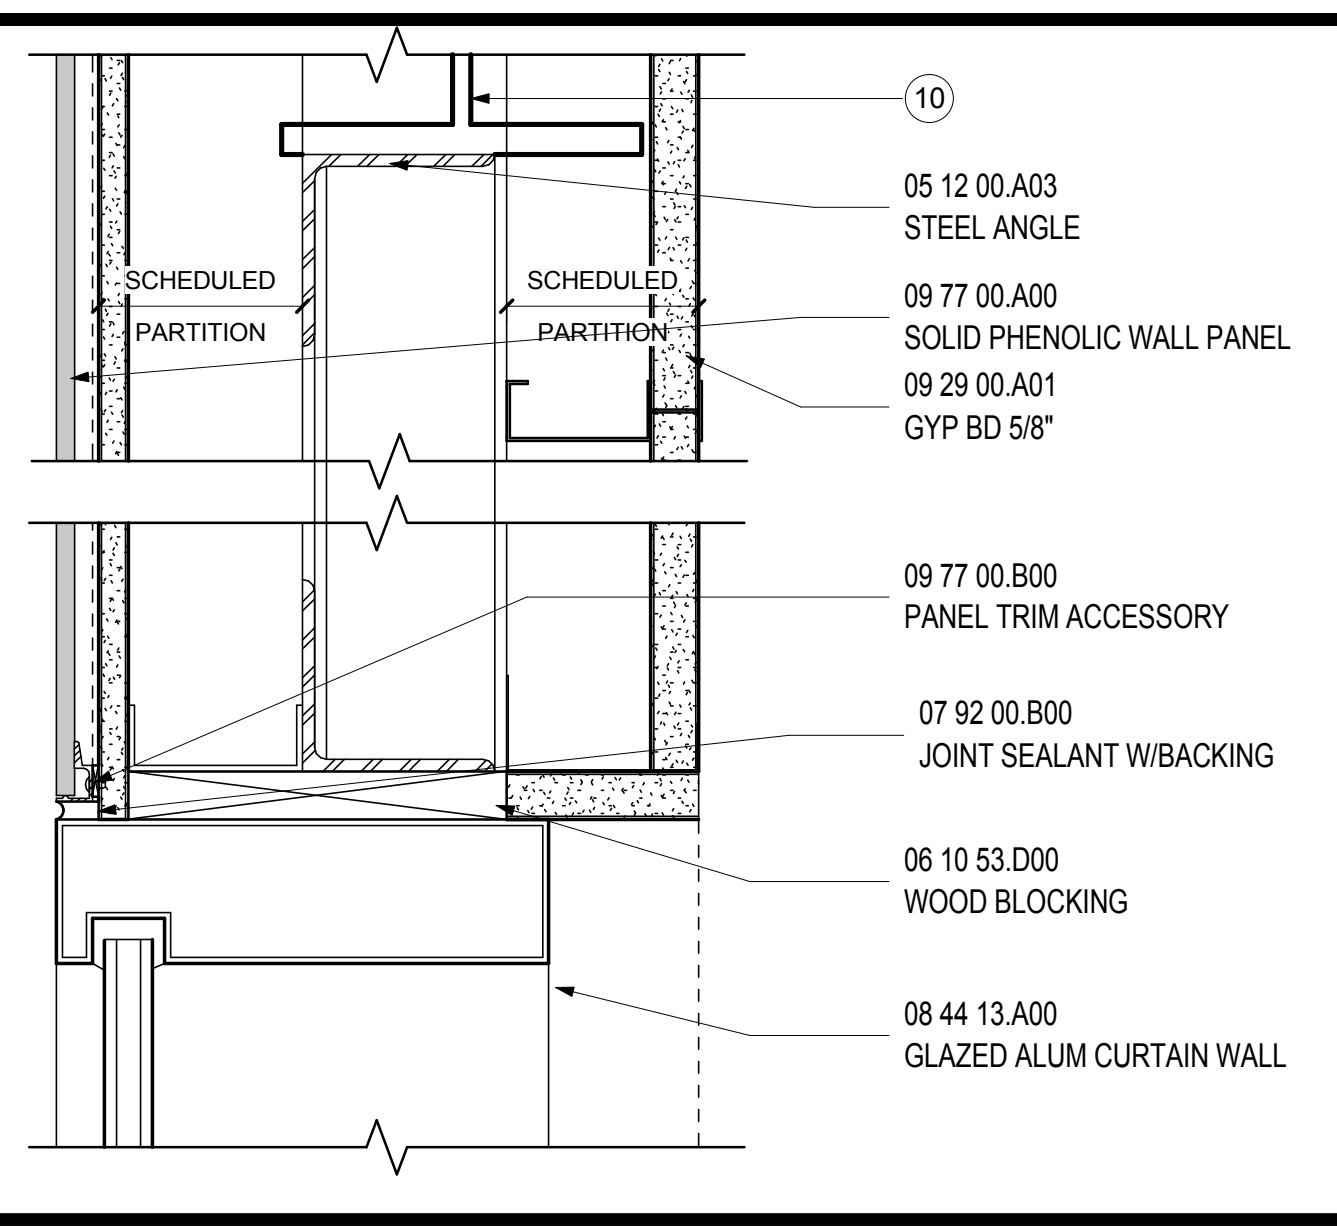 10
05 12 00.A03
STEEL ANGLE
SCHEDULED
PARTITION
SCHEDULED
PARTITION
09 77 00.A00
SOLID PHENOLIC WALL PANEL
09 29 00.A01
GYP BD 5/8"
09 77 00.B00
PANEL TRIM ACCESSORY
07 92 00.B00
JOINT SEALANT W/BACKING
06 10 53.D00
WOOD BLOCKING
08 44 13.A00
GLAZED ALUM CURTAIN WALL